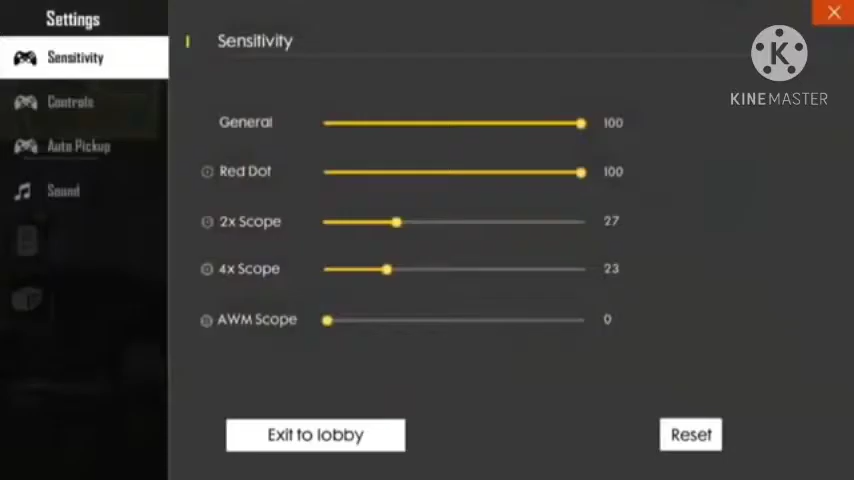 Settings
Sensitivity
Controls
Auto Pickup
Sound
Sensitivity
K
KINEMASTER
General 100
Red Dot 100
2x Scope 27
4x Scope 23
AWM Scope 0
Exit to lobby
Reset